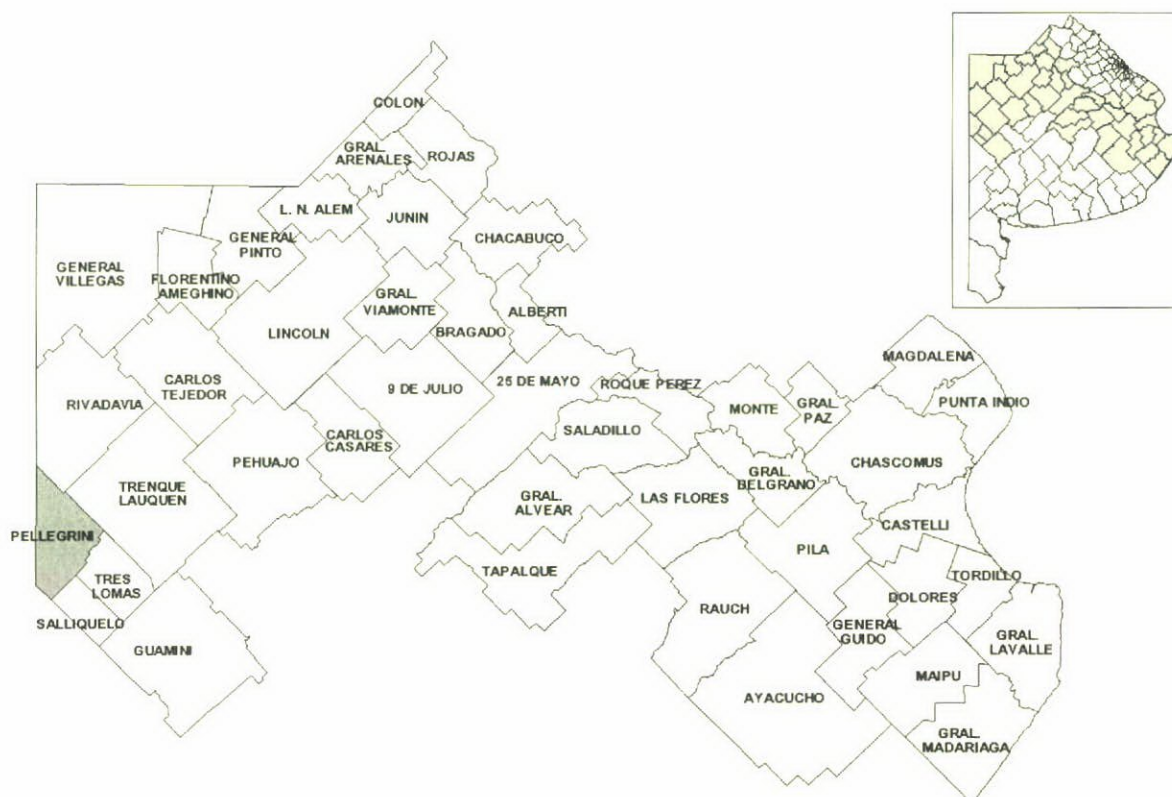 COLON
GRAL.
ARENALES
ROJAS
L. N. ALEM
JUNIN
CHACABUCO
GENERAL
PINTO
GENERAL
VILLEGAS
FLORENTINO
AMEGHINO
GRAL.
VIAMONTE
ALBERTI
LINCOLN
BRAGADO
MAGDALENA
CARLOS
TEJEDOR
9 DE JULIO
25 DE MAYO
ROQUE PEREZ
RIVADAVIA
MONTE
GRAL.
PAZ
PUNTA INDIO
CARLOS
CASARES
SALADILLO
PEHUAJO
CHASCOMUS
TRENQUE
LAUQUEN
GRAL.
BELGRANO
GRAL.
ALVEAR
LAS FLORES
CASTELLI
PELLEGRINI
PILA
TRES
LOMAS
TAPALQUE
TORDILLO
DOLORES
RAUCH
SALLIQUELO
GENERAL
GUIDO
GUAMINI
GRAL.
LAVALLE
MAIPU
AYACUCHO
GRAL.
MADARIAGA